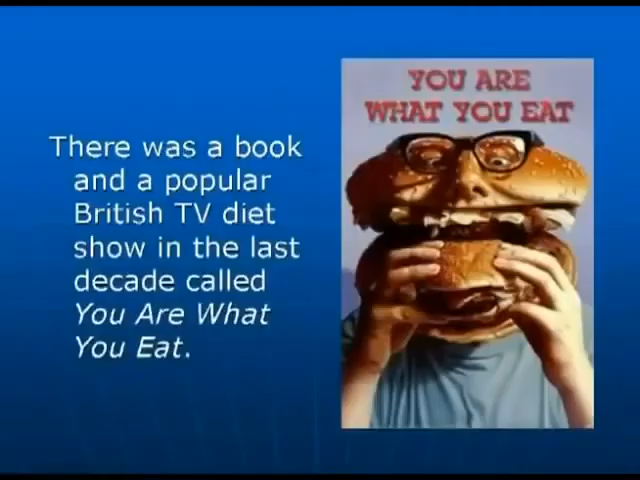 There was a book
and a popular
British TV diet
show in the last
decade called
You Are What
You Eat.
YOU ARE
WHAT YOU EAT